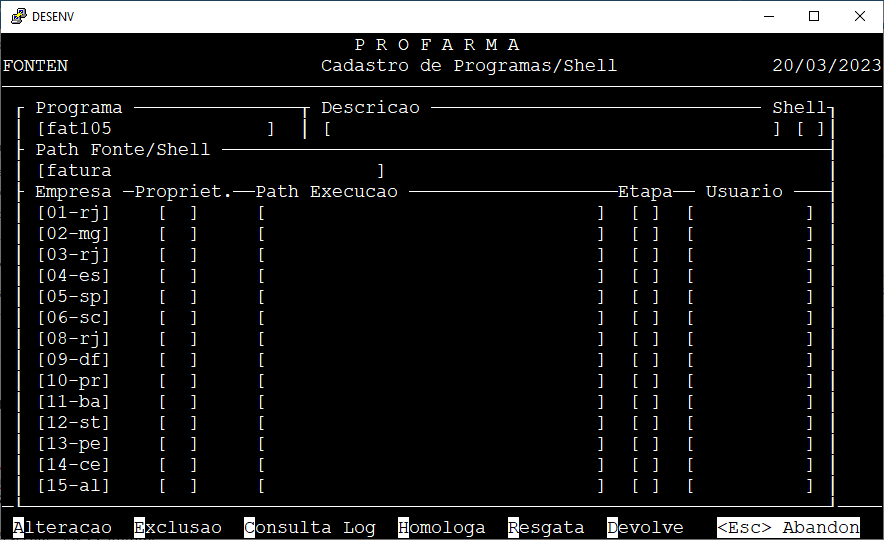 DESENV
P R O F A R M A
FONTEN Cadastro de Programas/Shell 20/03/2023
Programa Descricao Shell
[fat105 ] [ ] [ ]
Path Fonte/Shell
[fatura ]
Empresa Propriet. Path Execucao Etapa Usuario
[01-rj] [ ] [ ] [ ] [ ]
[02-mg] [ ] [ ] [ ] [ ]
[03-rj] [ ] [ ] [ ] [ ]
[04-es] [ ] [ ] [ ] [ ]
[05-sp] [ ] [ ] [ ] [ ]
[06-sc] [ ] [ ] [ ] [ ]
[08-rj] [ ] [ ] [ ] [ ]
[09-df] [ ] [ ] [ ] [ ]
[10-pr] [ ] [ ] [ ] [ ]
[11-ba] [ ] [ ] [ ] [ ]
[12-st] [ ] [ ] [ ] [ ]
[13-pe] [ ] [ ] [ ] [ ]
[14-ce] [ ] [ ] [ ] [ ]
[15-al] [ ] [ ] [ ] [ ]
Alteracao Exclusao Consulta Log Homologa Resgata Devolve <Esc> Abandon